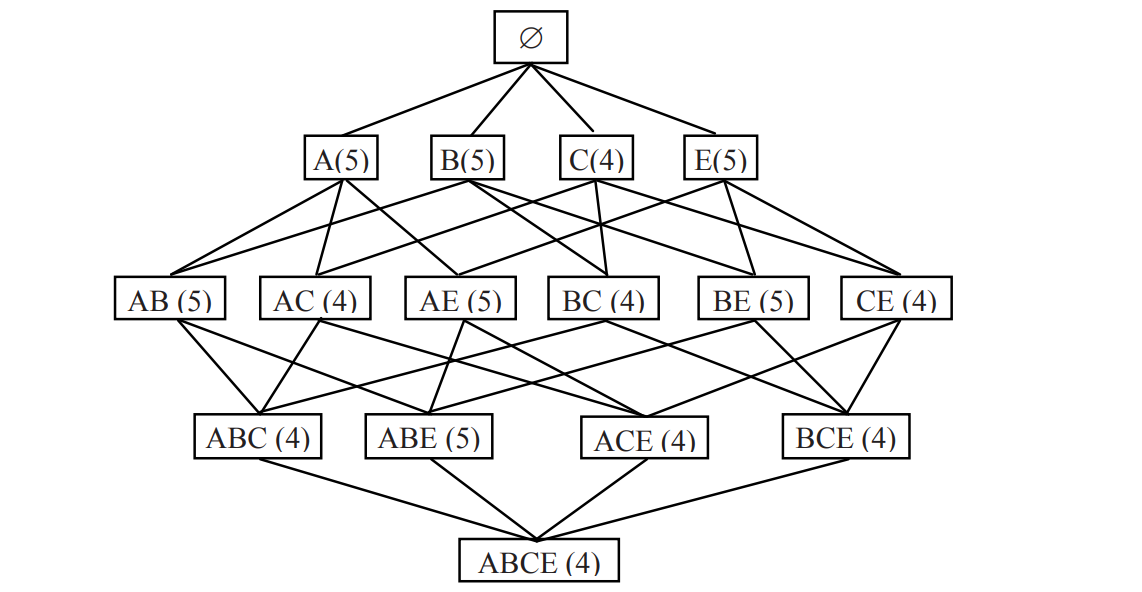 ∅
A(5) B(5) C(4) E(5)
AB (5) AC (4) AE (5) BC (4) BE (5) CE (4)
ABC (4) ABE (5) ACE (4) BCE (4)
ABCE (4)